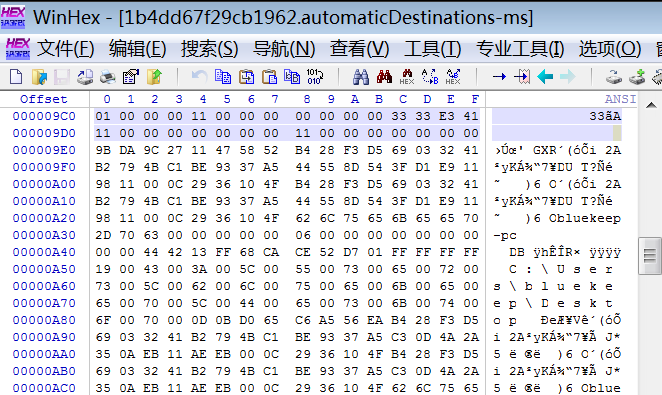 WinHex - [1b4dd67f29cb1962.automaticDestinations-ms]
文件(F) 编辑(E) 搜索(S) 导航(N) 查看(V) 工具(T) 专业工具(I) 选项(O)
Offset 0 1 2 3 4 5 6 7 8 9 A B C D E F ANSI
000009C0 01 00 00 00 11 00 00 00 00 00 00 00 33 33 E3 41 33ãA
000009D0 11 00 00 00 00 00 00 00 11 00 00 00 00 00 00 00
000009E0 9B DA 9C 27 11 47 58 52 B4 28 F3 D5 69 03 32 41 ›Úœ' GXR´(óÕi 2A
000009F0 B2 79 4B C1 BE 93 37 A5 44 55 8D 54 3F D1 E9 11 ²yKÁ¾“7¥DU T?Ñé
00000A00 98 11 00 0C 29 36 10 4F B4 28 F3 D5 69 03 32 41 ˜ )6 O´(óÕi 2A
00000A10 B2 79 4B C1 BE 93 37 A5 44 55 8D 54 3F D1 E9 11 ²yKÁ¾“7¥DU T?Ñé
00000A20 98 11 00 0C 29 36 10 4F 62 6C 75 65 6B 65 65 70 ˜ )6 Obluekeep
00000A30 2D 70 63 00 00 00 00 00 06 00 00 00 00 00 00 00 -pc
00000A40 00 00 44 42 13 FF 68 CA CE 52 D7 01 FF FF FF FF DB ÿhÊÎR× ÿÿÿÿ
00000A50 19 00 43 00 3A 00 5C 00 55 00 73 00 65 00 72 00 C : \ U s e r
00000A60 73 00 5C 00 62 00 6C 00 75 00 65 00 6B 00 65 00 s \ b l u e k e
00000A70 65 00 70 00 5C 00 44 00 65 00 73 00 6B 00 74 00 e p \ D e s k t
00000A80 6F 00 70 00 00 0D 0B D0 65 C6 A5 56 EA B4 28 F3 D5 o p ÐeÆ¥Vê´(óÕ
00000A90 69 03 32 41 B2 79 4B C1 BE 93 37 A5 C3 0D 4A 2A i 2A²yKÁ¾“7¥Ã J*
00000AA0 35 0A EB 11 AE EB 00 0C 29 36 10 4F B4 28 F3 D5 5 ë ®ë )6 O´(óÕ
00000AB0 69 03 32 41 B2 79 4B C1 BE 93 37 A5 C3 0D 4A 2A i 2A²yKÁ¾“7¥Ã J*
00000AC0 35 0A EB 11 AE EB 00 0C 29 36 10 4F 62 6C 75 65 5 ë ®ë )6 Oblue